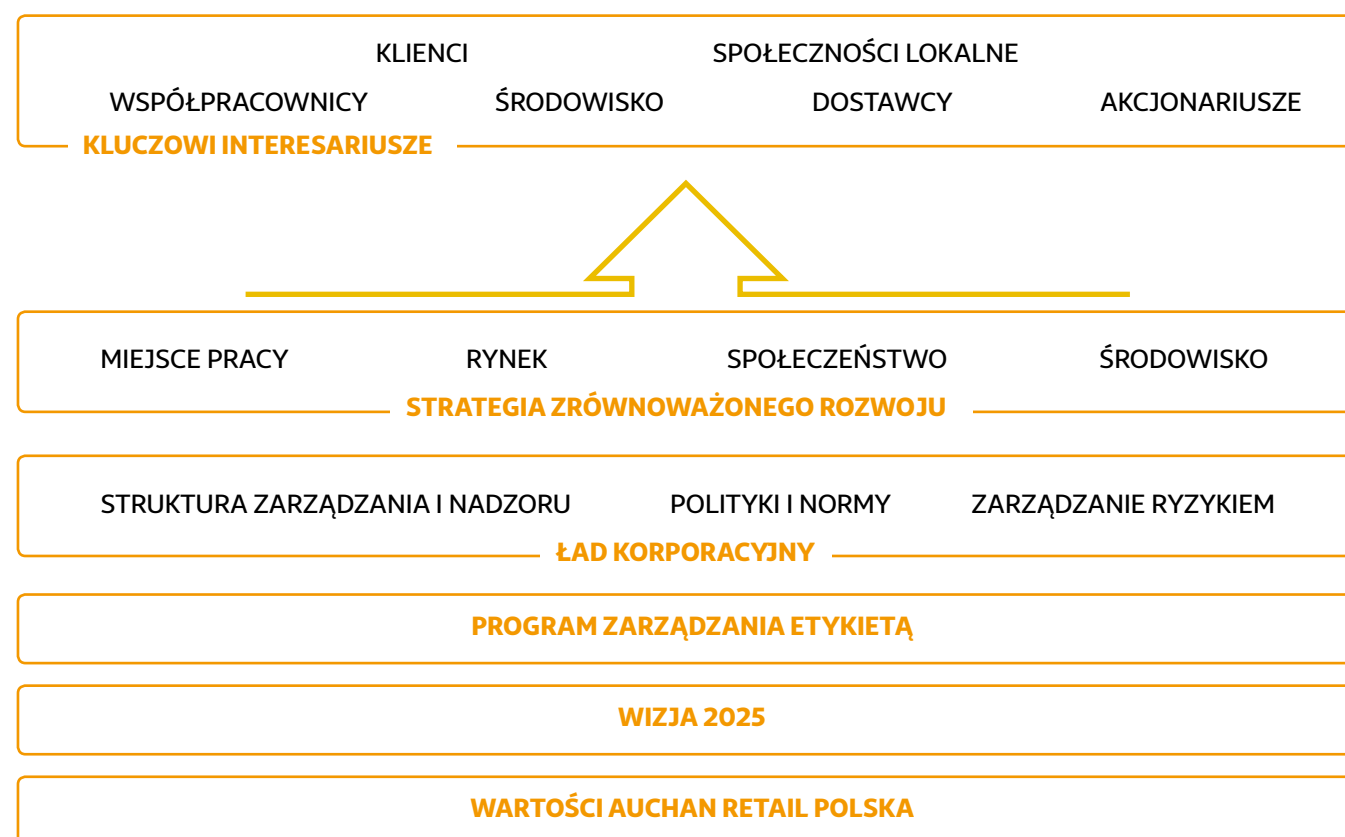 KLIENCI SPOŁECZNOŚCI LOKALNE
WSPÓŁPRACOWNICY ŚRODOWISKO DOSTAWCY AKCJONARIUSZE
KLUCZOWI INTERESARIUSZE
MIEJSCE PRACY RYNEK SPOŁECZEŃSTWO ŚRODOWISKO
STRATEGIA ZRÓWNOWAŻONEGO ROZWOJU
STRUKTURA ZARZĄDZANIA I NADZORU POLITYKI I NORMY ZARZĄDZANIE RYZYKIEM
ŁAD KORPORACYJNY
PROGRAM ZARZĄDZANIA ETYKIETĄ
WIZJA 2025
WARTOŚCI AUCHAN RETAIL POLSKA